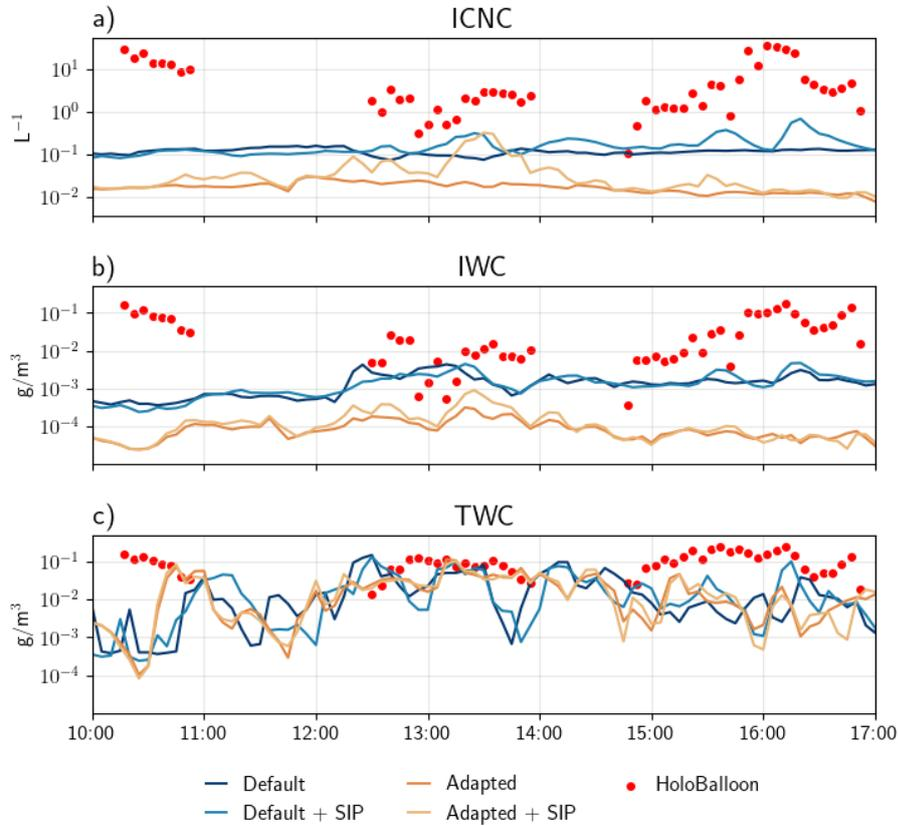 a) ICNC
10¹
10⁰
10⁻¹
10⁻²
L⁻¹
b) IWC
10⁻¹
10⁻²
10⁻³
10⁻⁴
g/m³
c) TWC
10⁻¹
10⁻²
10⁻³
10⁻⁴
g/m³
10:00 11:00 12:00 13:00 14:00 15:00 16:00 17:00
Default Adapted HoloBalloon
Default + SIP Adapted + SIP